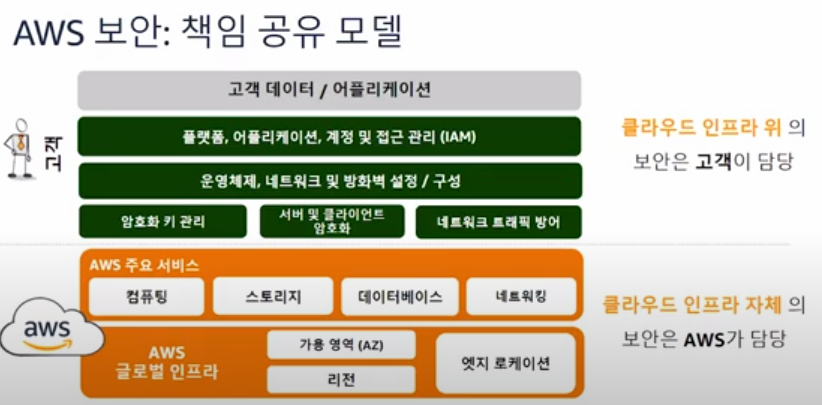 AWS 보안: 책임 공유 모델
고객 데이터 / 어플리케이션
고객
플랫폼, 어플리케이션, 계정 및 접근 관리 (IAM)
클라우드 인프라 위 의
보안은 고객이 담당
운영체제, 네트워크 및 방화벽 설정 / 구성
암호화 키 관리
서버 및 클라이언트
암호화
네트워크 트래픽 방어
AWS 주요 서비스
컴퓨팅
스토리지
데이터베이스
네트워킹
클라우드 인프라 자체 의
보안은 AWS가 담당
aws
AWS
글로벌 인프라
가용 영역 (AZ)
리전
엣지 로케이션